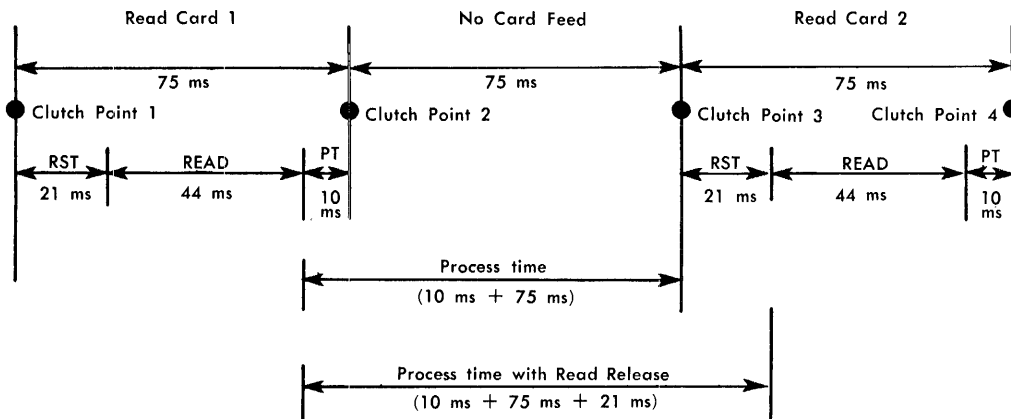 Read Card 1 No Card Feed Read Card 2
75 ms 75 ms 75 ms
Clutch Point 1 Clutch Point 2 Clutch Point 3 Clutch Point 4
RST READ PT RST READ PT
21 ms 44 ms 10 ms 21 ms 44 ms 10 ms
Process time
(10 ms + 75 ms)
Process time with Read Release
(10 ms + 75 ms + 21 ms)